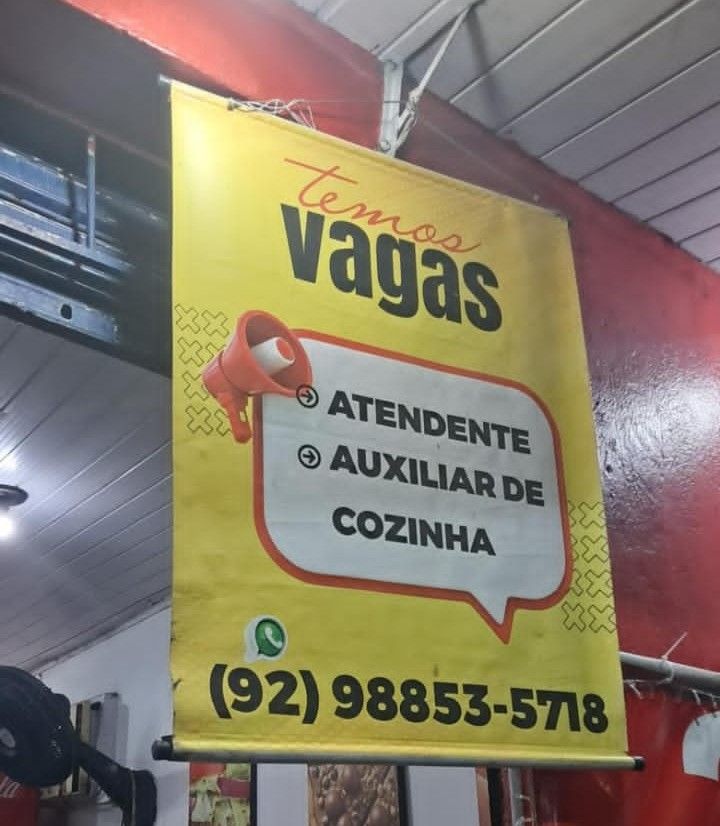 temos
vagas
ATENDENTE
AUXILIAR DE
COZINHA
(92) 98853-5718